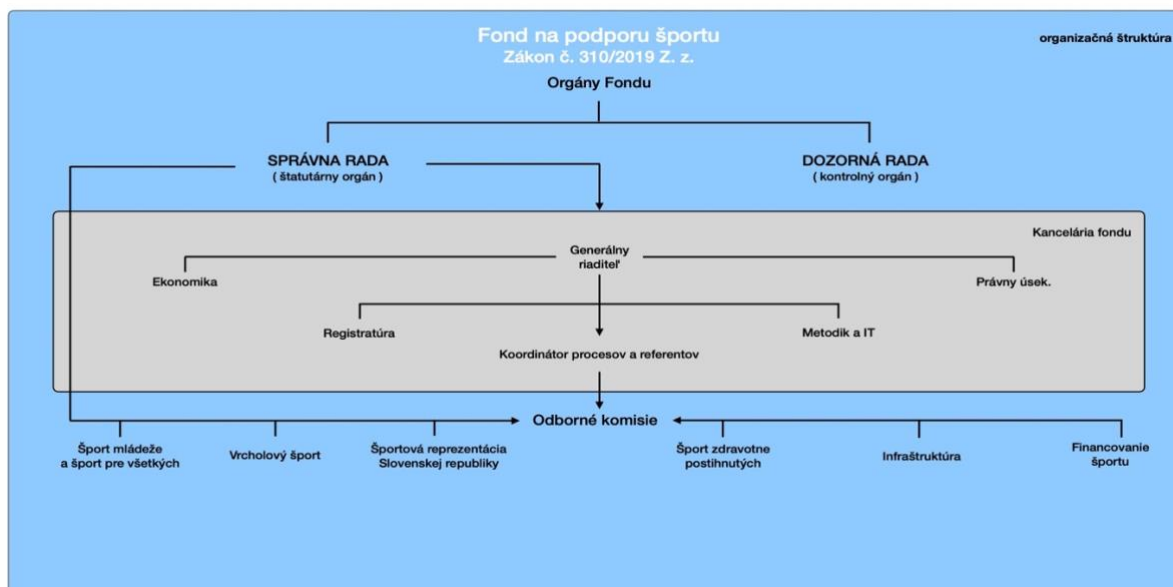 Fond na podporu športu
organizačná štruktúra
Zákon č. 310/2019 Z. z.
Orgány Fondu
SPRÁVNA RADA
( štatutárny orgán )
DOZORNÁ RADA
( kontrolný orgán )
Kancelária fondu
Generálny
riaditeľ
Ekonomika
Právny úsek.
Registratúra
Metodik a IT
Koordinátor procesov a referentov
Odborné komisie
Šport mládeže
a šport pre všetkých
Vrcholový šport
Športová reprezentácia
Slovenskej republiky
Šport zdravotne
postihnutých
Infraštruktúra
Financovanie
športu